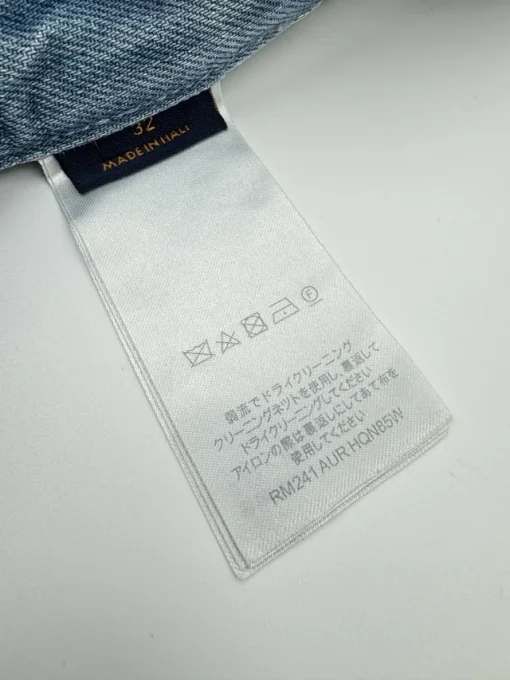 32
MADE IN ITALY
F
弱流でドライクリーニング
クリーニングネットを使用し、裏返して
ドライクリーニングしてください
アイロンの際は裏返しにしてあて布を
使用してください
RM241 AUR HQN85W